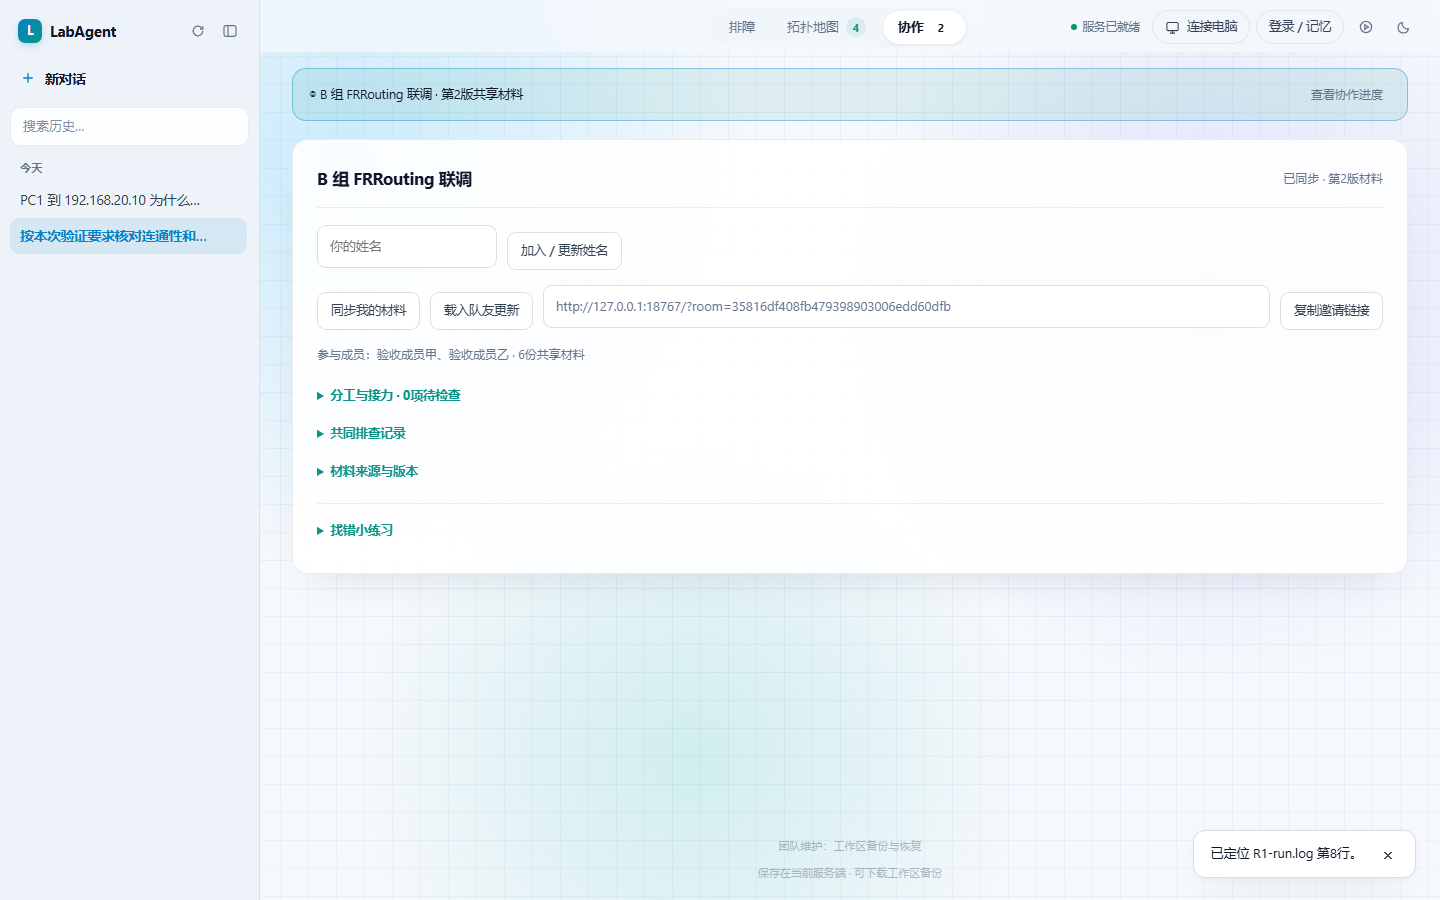 L LabAgent
新对话
搜索历史...
今天
PC1 到 192.168.20.10 为什么...
按本次验证要求核对连通性和...
排障
拓扑地图 4
协作 2
服务已就绪
连接电脑
登录 / 记忆
B 组 FRRouting 联调 · 第2版共享材料
查看协作进度
B 组 FRRouting 联调
已同步 · 第2版材料
你的姓名
加入 / 更新姓名
同步我的材料
载入队友更新
http://127.0.0.1:18767/?room=35816df408fb479398903006edd60dfb
复制邀请链接
参与成员：验收成员甲、验收成员乙 · 6份共享材料
分工与接力 · 0项待检查
共同排查记录
材料来源与版本
找错小练习
团队维护：工作区备份与恢复
保存在当前服务端 · 可下载工作区备份
已定位 R1-run.log 第8行。